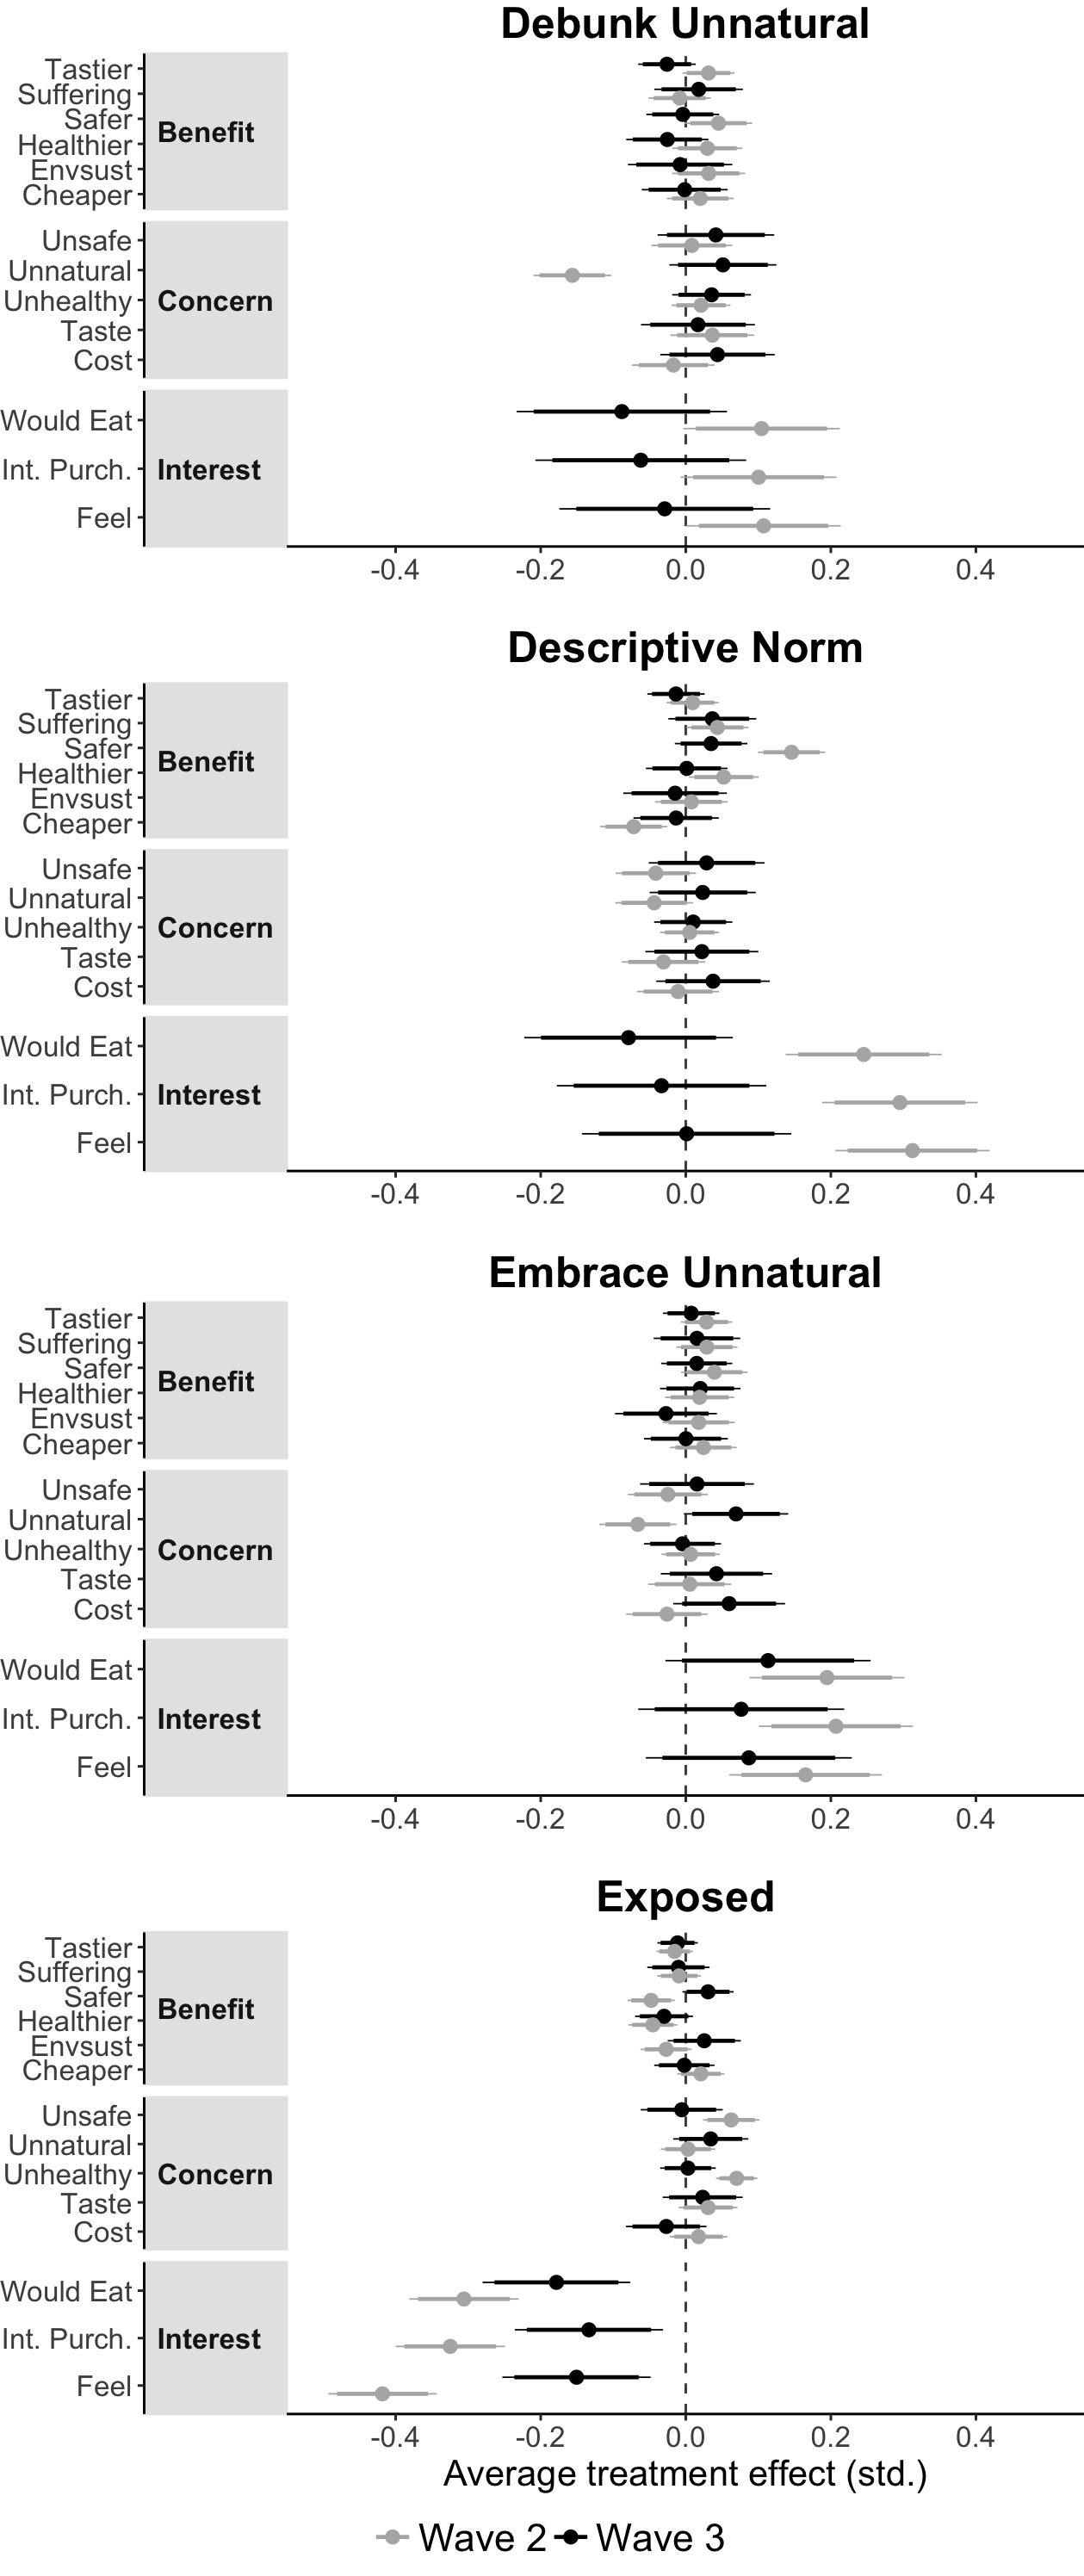 Debunk Unnatural
Tastier
Suffering
Safer
Healthier
Envsust
Cheaper
Benefit
Unsafe
Unnatural
Unhealthy
Taste
Cost
Concern
Would Eat
Int. Purch.
Feel
Interest
-0.4 -0.2 0.0 0.2 0.4
Descriptive Norm
Tastier
Suffering
Safer
Healthier
Envsust
Cheaper
Benefit
Unsafe
Unnatural
Unhealthy
Taste
Cost
Concern
Would Eat
Int. Purch.
Feel
Interest
-0.4 -0.2 0.0 0.2 0.4
Embrace Unnatural
Tastier
Suffering
Safer
Healthier
Envsust
Cheaper
Benefit
Unsafe
Unnatural
Unhealthy
Taste
Cost
Concern
Would Eat
Int. Purch.
Feel
Interest
-0.4 -0.2 0.0 0.2 0.4
Exposed
Tastier
Suffering
Safer
Healthier
Envsust
Cheaper
Benefit
Unsafe
Unnatural
Unhealthy
Taste
Cost
Concern
Would Eat
Int. Purch.
Feel
Interest
-0.4 -0.2 0.0 0.2 0.4
Average treatment effect (std.)
Wave 2 Wave 3